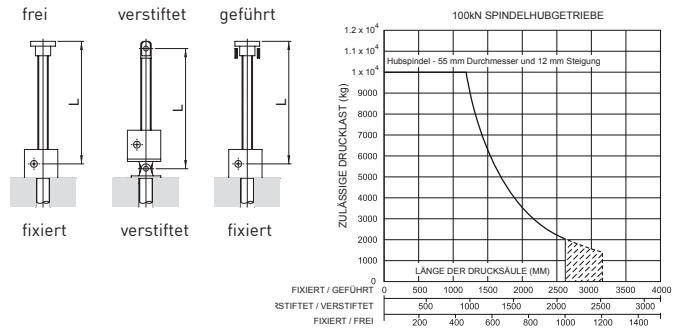 frei verstiftet geführt
L L L
fixiert verstiftet fixiert
100kN SPINDELHUBGETRIEBE
1.2 x 10⁴
Hubspindel - 55 mm Durchmesser und 12 mm Steigung
1.1 x 10⁴
1 x 10⁴
9000
8000
7000
6000
5000
4000
3000
2000
1000
0
ZULÄSSIGE DRUCKLAST (kg)
LÄNGE DER DRUCKSÄULE (MM)
FIXIERT / GEFÜHRT 0 500 1000 1500 2000 2500 3000 3500 4000
RSTIFTET / VERSTIFTET 500 1000 1500 2000 2500 3000
FIXIERT / FREI 200 400 600 800 1000 1200 1400